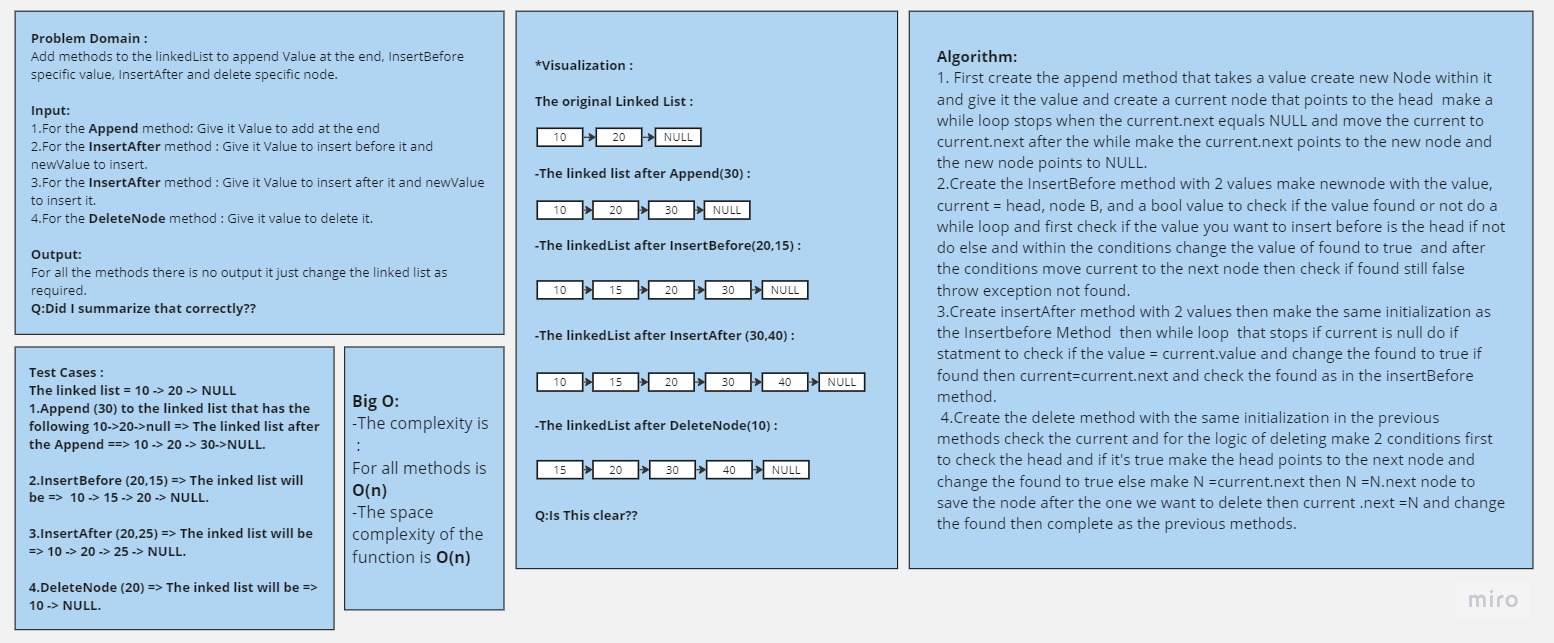 Problem Domain :
Add methods to the linkedList to append Value at the end, InsertBefore
specific value, InsertAfter and delete specific node.
Input:
1.For the Append method: Give it Value to add at the end
2.For the InsertAfter method : Give it Value to insert before it and
newValue to insert.
3.For the InsertAfter method : Give it Value to insert after it and newValue
to insert it.
4.For the DeleteNode method : Give it value to delete it.
Output:
For all the methods there is no output it just change the linked list as
required.
Q:Did I summarize that correctly??
Test Cases :
The linked list = 10 -> 20 -> NULL
1.Append (30) to the linked list that has the
following 10->20->null => The linked list after
the Append ==> 10 -> 20 -> 30->NULL.
2.InsertBefore (20,15) => The inked list will
be => 10 -> 15 -> 20 -> NULL.
3.InsertAfter (20,25) => The inked list will be
=> 10 -> 20 -> 25 -> NULL.
4.DeleteNode (20) => The inked list will be =>
10 -> NULL.
Big O:
-The complexity is
:
For all methods is
O(n)
-The space
complexity of the
function is O(n)
*Visualization :
The original Linked List :
10 20 NULL
-The linked list after Append(30) :
10 20 30 NULL
-The linkedList after InsertBefore(20,15) :
10 15 20 30 NULL
-The linkedList after InsertAfter (30,40) :
10 15 20 30 40 NULL
-The linkedList after DeleteNode(10) :
15 20 30 40 NULL
Q:Is This clear??
Algorithm:
1. First create the append method that takes a value create new Node within it
and give it the value and create a current node that points to the head make a
while loop stops when the current.next equals NULL and move the current to
current.next after the while make the current.next points to the new node and
the new node points to NULL.
2.Create the InsertBefore method with 2 values make newnode with the value,
current = head, node B, and a bool value to check if the value found or not do a
while loop and first check if the value you want to insert before is the head if not
do else and within the conditions change the value of found to true and after
the conditions move current to the next node then check if found still false
throw exception not found.
3.Create insertAfter method with 2 values then make the same initialization as
the Insertbefore Method then while loop that stops if current is null do if
statment to check if the value = current.value and change the found to true if
found then current=current.next and check the found as in the insertBefore
method.
4.Create the delete method with the same initialization in the previous
methods check the current and for the logic of deleting make 2 conditions first
to check the head and if it's true make the head points to the next node and
change the found to true else make N =current.next then N =N.next node to
save the node after the one we want to delete then current .next =N and change
the found then complete as the previous methods.
miro